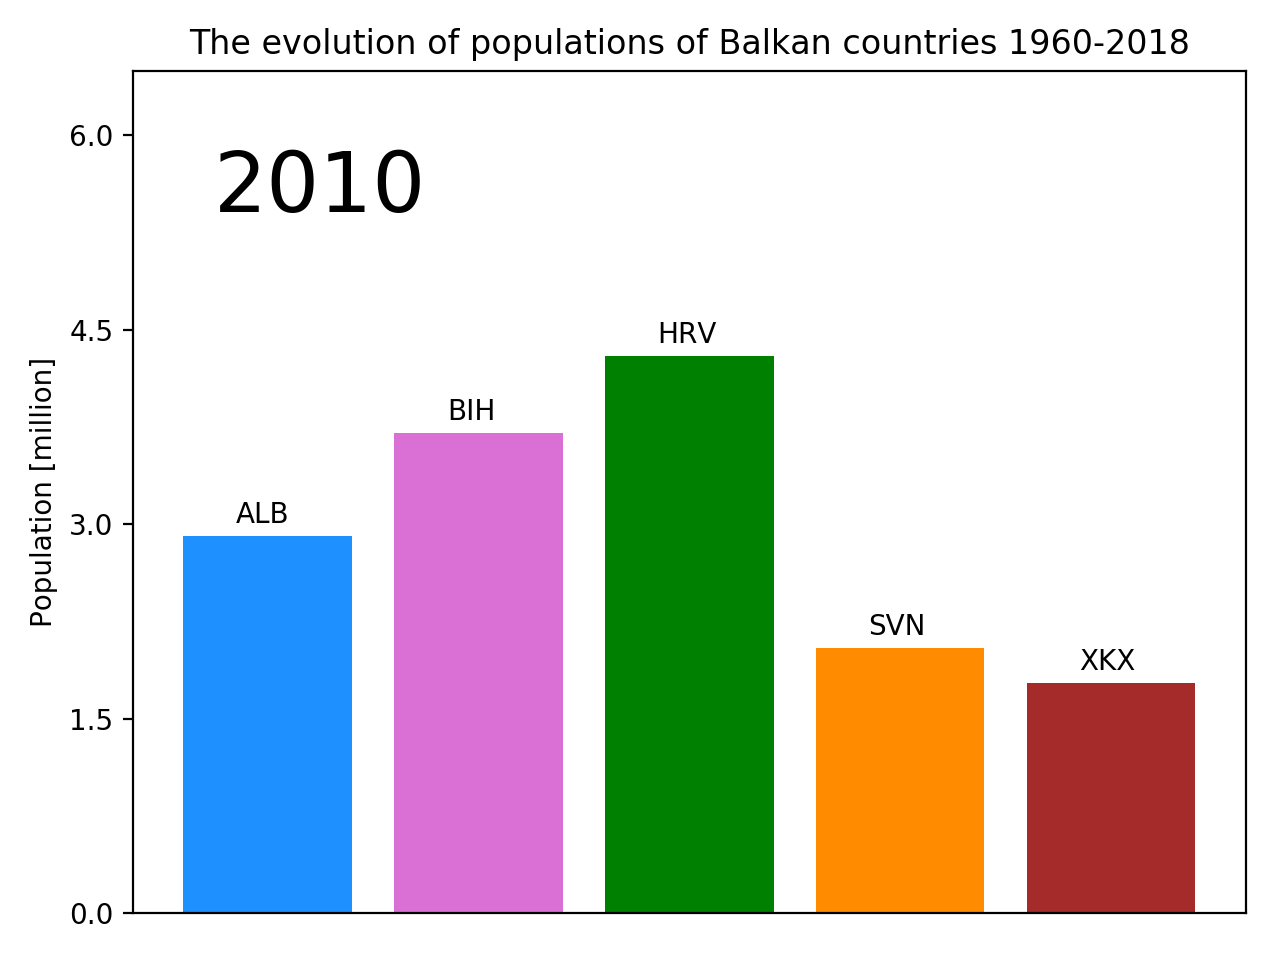 The evolution of populations of Balkan countries 1960-2018
2010
6.0
4.5
3.0
1.5
0.0
Population [million]
ALB
BIH
HRV
SVN
XKX